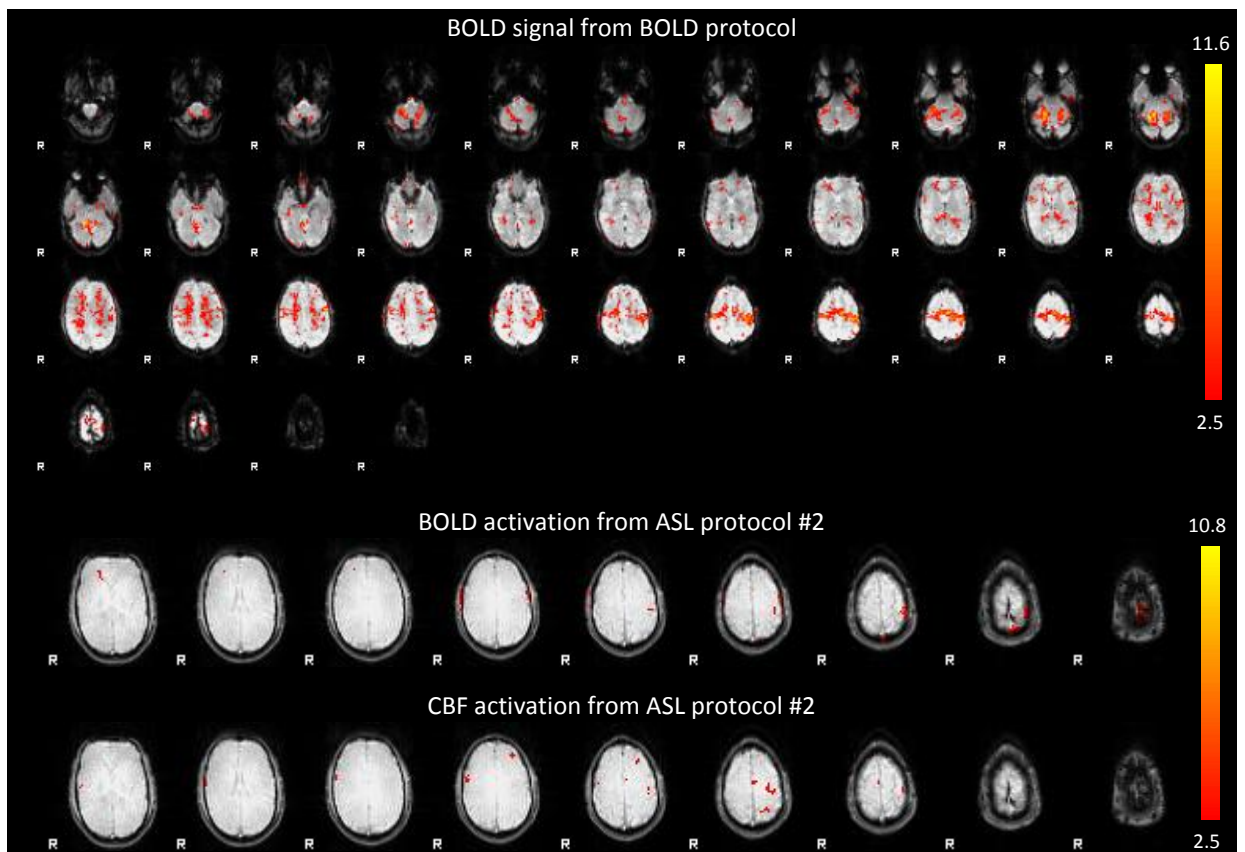 BOLD signal from BOLD protocol
11.6
R R R R R R R R R R R
R R R R R R R R R R R
R R R R R R R R R R R
2.5
R R R R
BOLD activation from ASL protocol #2
10.8
R R R R R R R R R
CBF activation from ASL protocol #2
R R R R R R R R R
2.5